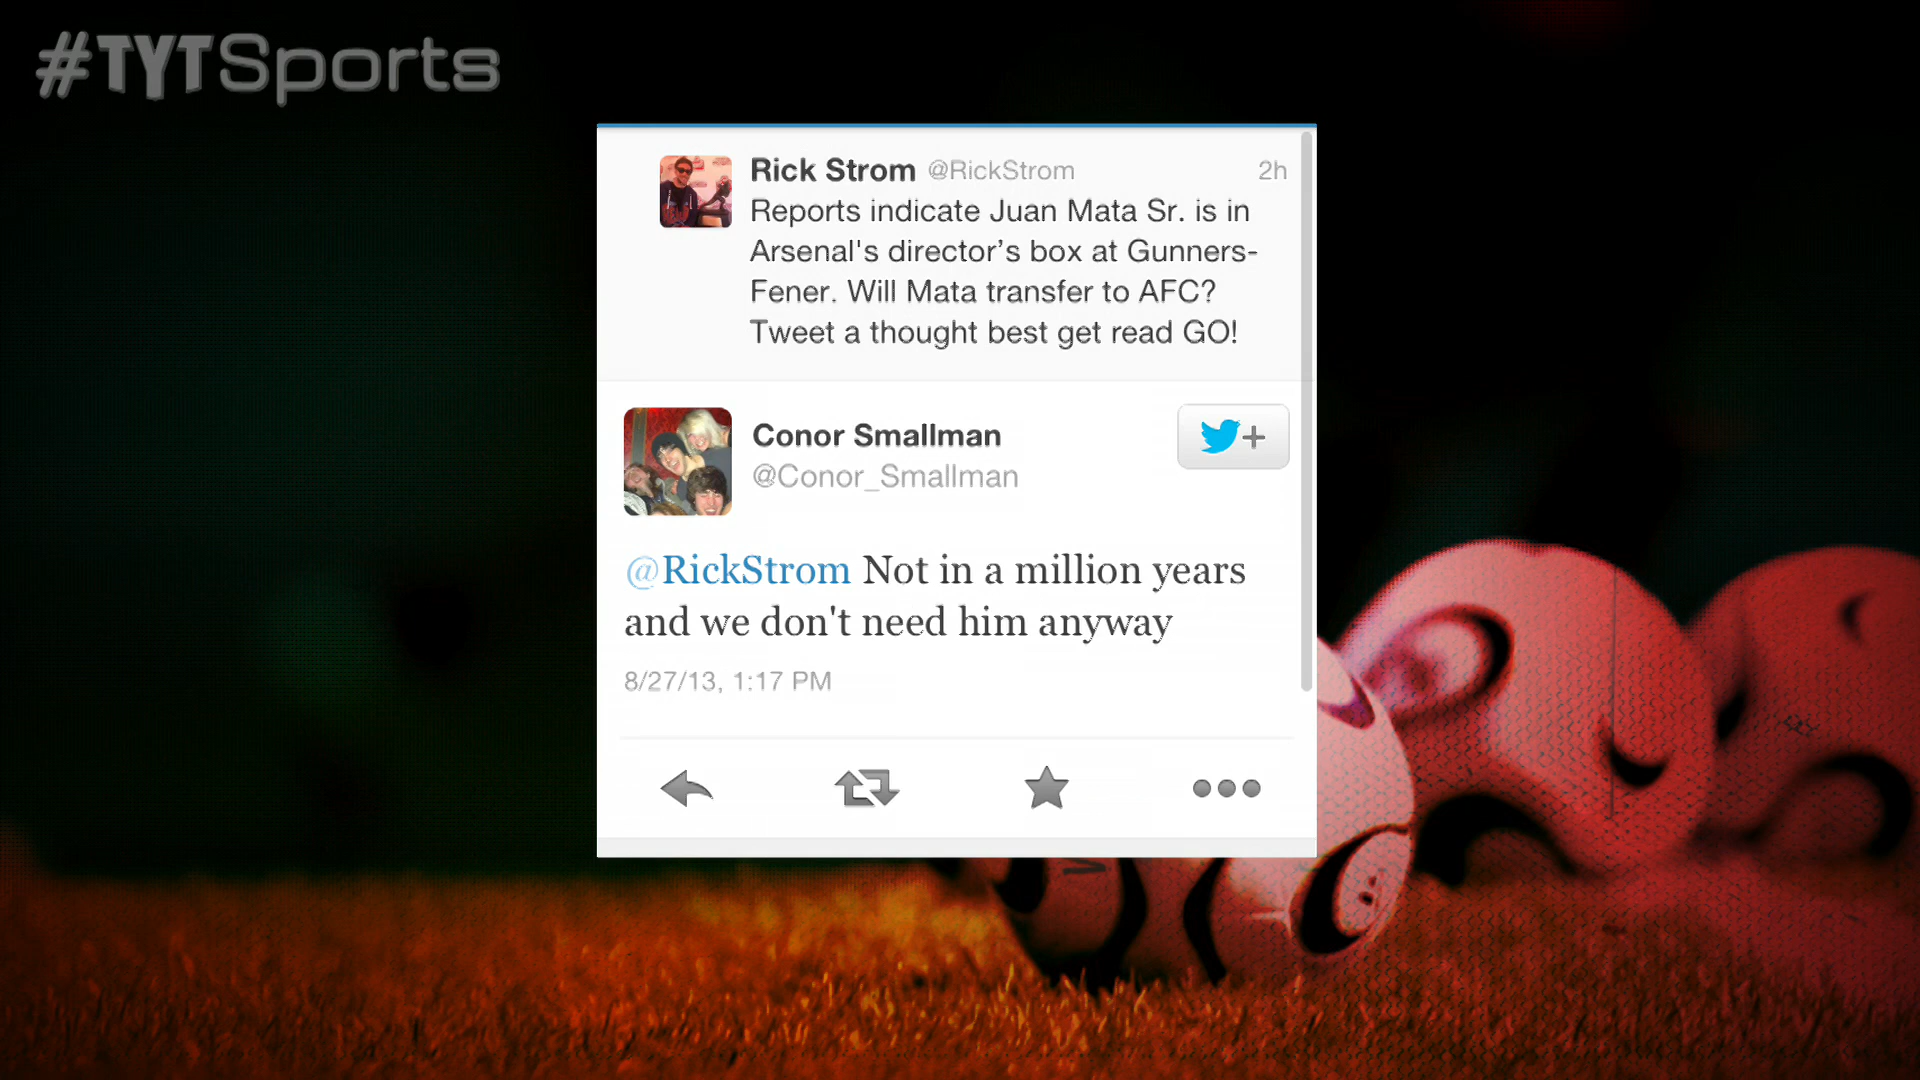 #TYTSports
Rick Strom @RickStrom 2h
Reports indicate Juan Mata Sr. is in
Arsenal's director’s box at Gunners-
Fener. Will Mata transfer to AFC?
Tweet a thought best get read GO!
Conor Smallman
@Conor_Smallman
@RickStrom Not in a million years
and we don't need him anyway
8/27/13, 1:17 PM